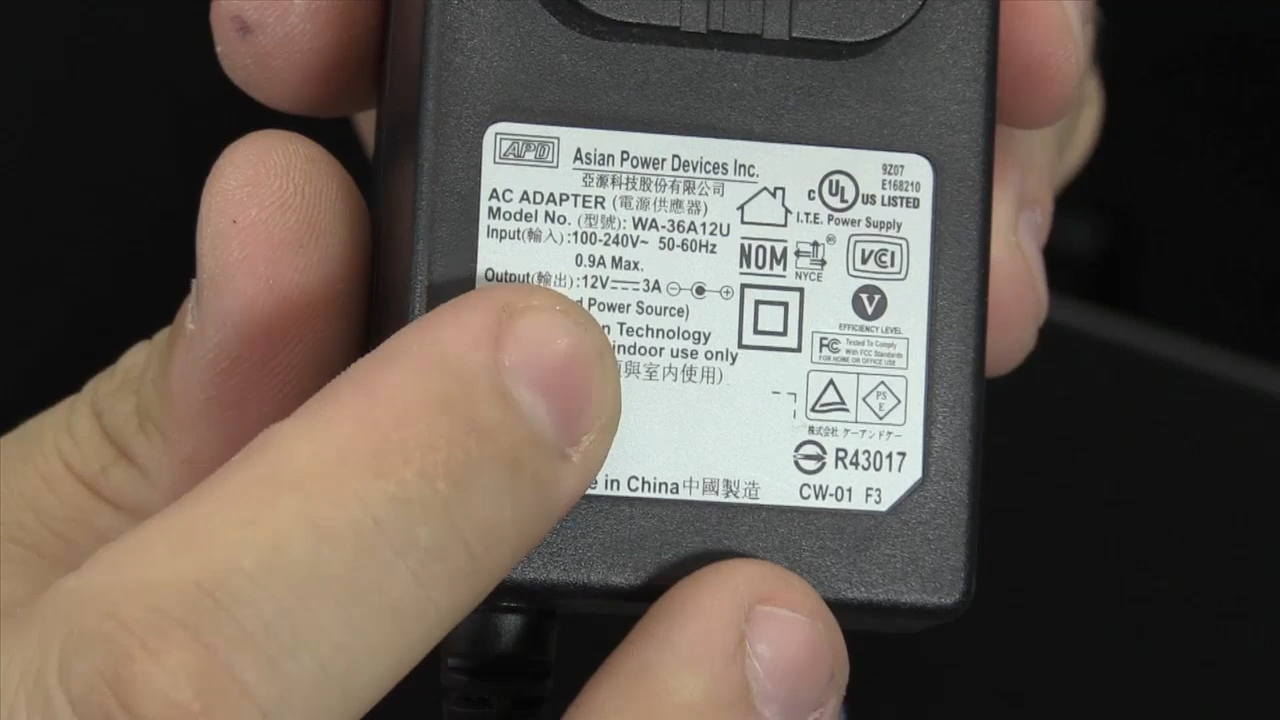 APD
Asian Power Devices Inc.
亞源科技股份有限公司
AC ADAPTER (電源供應器)
Model No. (型號): WA-36A12U
Input(輸入):100-240V~ 50-60Hz
0.9A Max.
Output(輸出):12V 3A
d Power Source)
n Technology
indoor use only
與室內使用)
e in China中國製造
9Z07
E168210
C UL US LISTED
I.T.E. Power Supply
NOM
NYCE
VCCI
V
EFFICIENCY LEVEL
FC Tested To Comply
With FCC Standards
FOR HOME OR OFFICE USE
PS
E
株式会社 ケーアンドケー
R43017
CW-01 F3